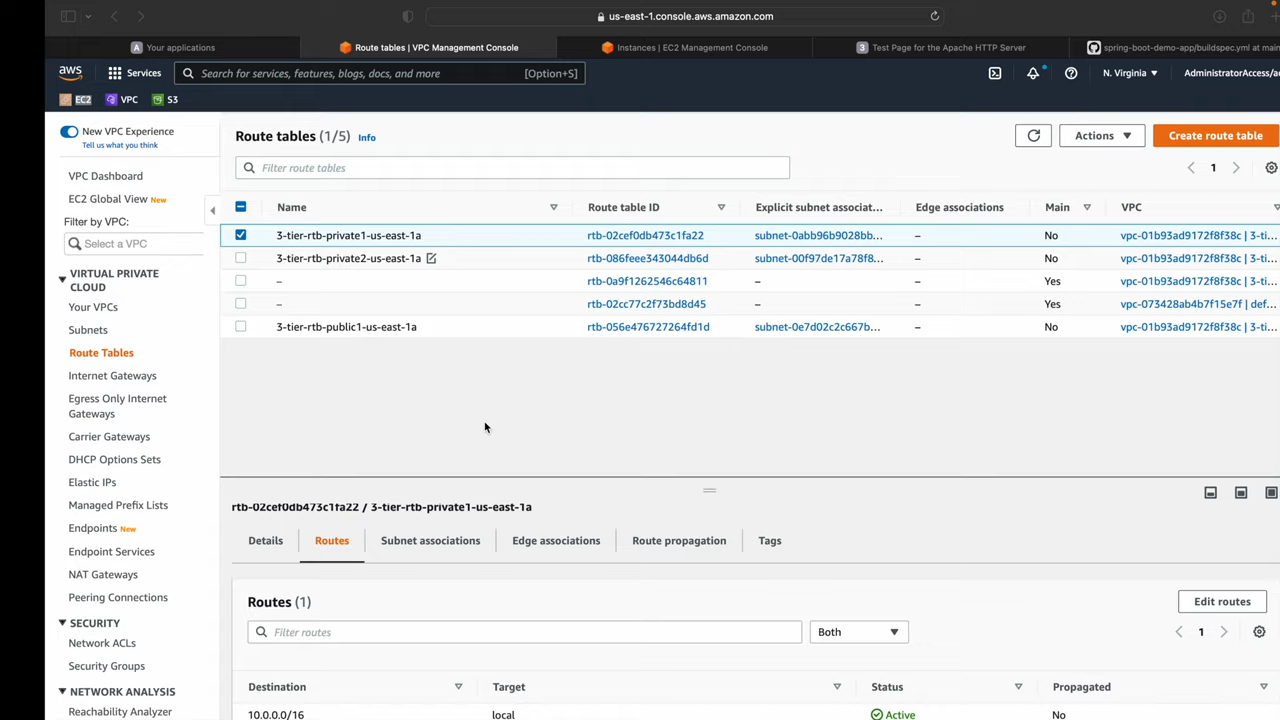 us-east-1.console.aws.amazon.com
Your applications
Route tables | VPC Management Console
Instances | EC2 Management Console
Test Page for the Apache HTTP Server
spring-boot-demo-app/buildspec.yml at main
aws
Services
Search for services, features, blogs, docs, and more
[Option+S]
N. Virginia
AdministratorAccess/a
EC2
VPC
S3
New VPC Experience
Tell us what you think
VPC Dashboard
EC2 Global View New
Filter by VPC:
Select a VPC
VIRTUAL PRIVATE
CLOUD
Your VPCs
Subnets
Route Tables
Internet Gateways
Egress Only Internet
Gateways
Carrier Gateways
DHCP Options Sets
Elastic IPs
Managed Prefix Lists
Endpoints New
Endpoint Services
NAT Gateways
Peering Connections
SECURITY
Network ACLs
Security Groups
NETWORK ANALYSIS
Reachability Analyzer
Route tables (1/5) Info
Actions
Create route table
Filter route tables
1
Name Route table ID Explicit subnet associat... Edge associations Main VPC
3-tier-rtb-private1-us-east-1a rtb-02cef0db473c1fa22 subnet-0abb96b9028bb... – No vpc-01b93ad9172f8f38c | 3-ti...
3-tier-rtb-private2-us-east-1a rtb-086feee343044db6d subnet-00f97de17a78f8... – No vpc-01b93ad9172f8f38c | 3-ti...
– rtb-0a9f1262546c64811 – – Yes vpc-01b93ad9172f8f38c | 3-ti...
– rtb-02cc77c2f73bd8d45 – – Yes vpc-073428ab4b7f15e7f | def...
3-tier-rtb-public1-us-east-1a rtb-056e476727264fd1d subnet-0e7d02c2c667b... – No vpc-01b93ad9172f8f38c | 3-ti...
rtb-02cef0db473c1fa22 / 3-tier-rtb-private1-us-east-1a
Details
Routes
Subnet associations
Edge associations
Route propagation
Tags
Routes (1)
Edit routes
Filter routes
Both
1
Destination Target Status Propagated
10.0.0.0/16 local Active